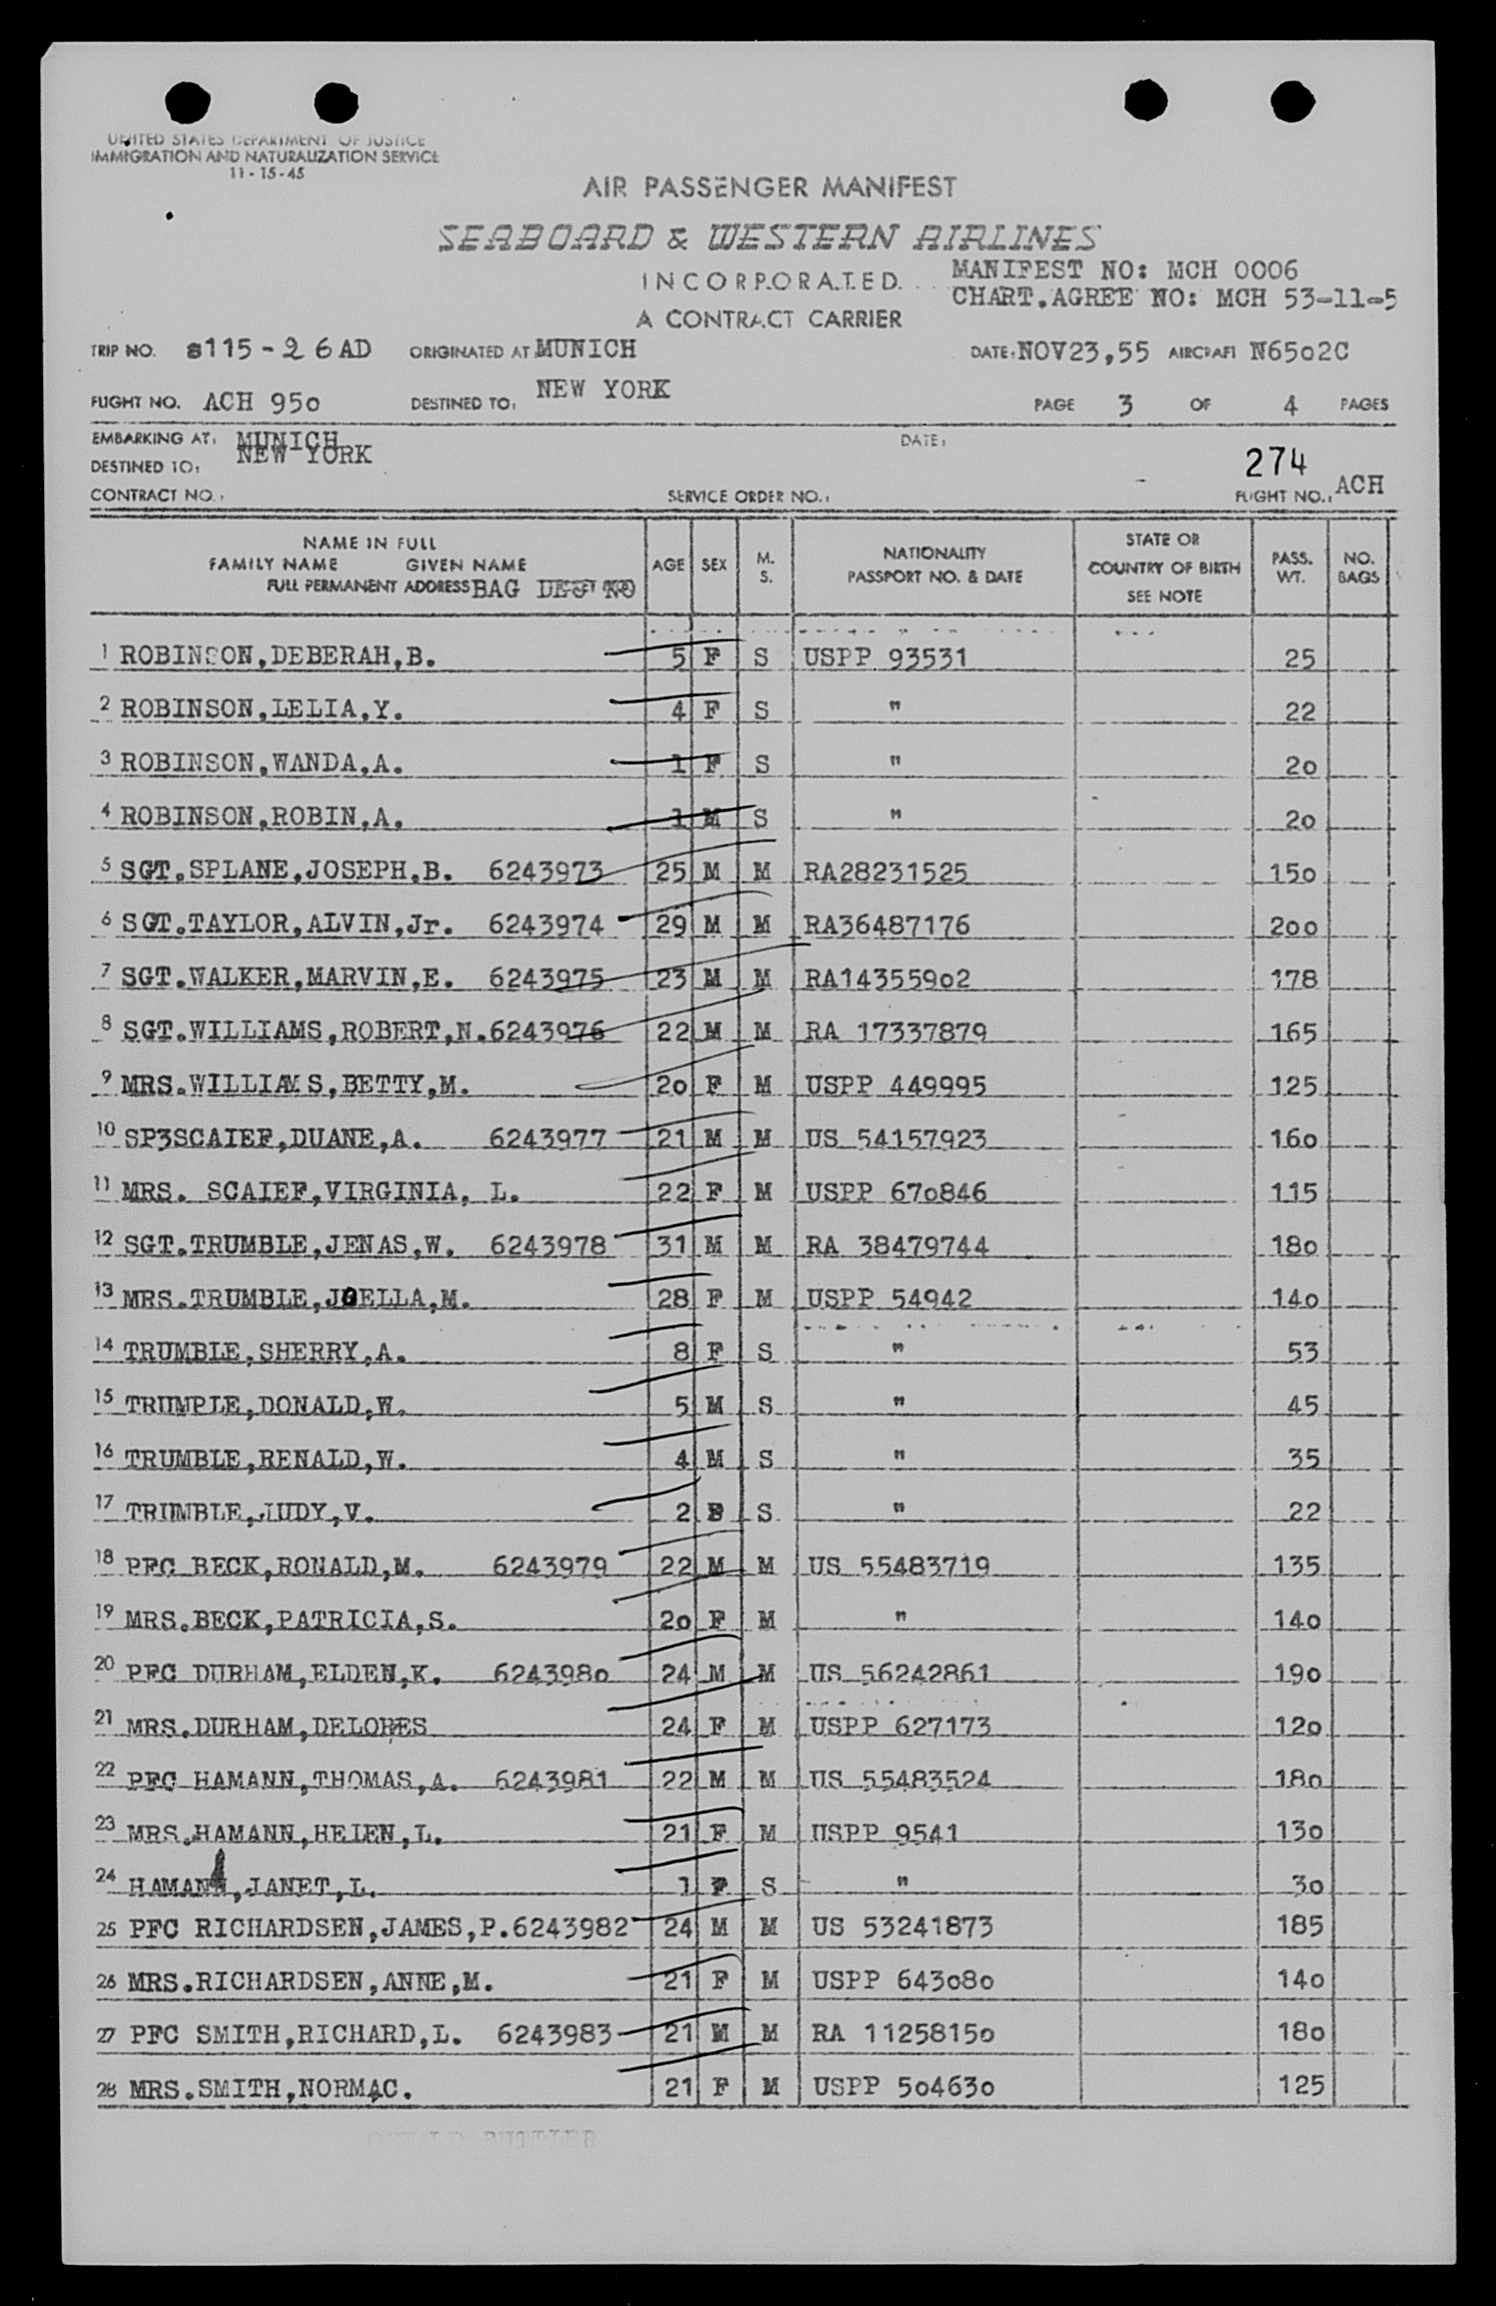 UNITED STATES DEPARTMENT OF JUSTICE
IMMIGRATION AND NATURALIZATION SERVICE
11-15-45
AIR PASSENGER MANIFEST
SEABOARD & WESTERN AIRLINES
INCORPORATED
MANIFEST NO: MCH 0006
CHART.AGREE NO: MCH 53-11-5
A CONTRACT CARRIER
TRIP NO. s115-26AD ORIGINATED AT MUNICH DATE: NOV23,55 AIRCRAFT N6502C
FLIGHT NO. ACH 950 DESTINED TO: NEW YORK PAGE 3 OF 4 PAGES
EMBARKING AT: MUNICH DATE:
DESTINED TO: NEW YORK 274
CONTRACT NO.: SERVICE ORDER NO.: FLIGHT NO.: ACH
NAME IN FULL
FAMILY NAME GIVEN NAME
FULL PERMANENT ADDRESS BAG AGE SEX M. S. NATIONALITY PASSPORT NO. & DATE STATE OR COUNTRY OF BIRTH SEE NOTE PASS. WT. NO. BAGS
1 ROBINSON,DEBERAH,B. 5 F S USPP 93531 25
2 ROBINSON,LELIA,Y. 4 F S " 22
3 ROBINSON,WANDA,A. 1 F S " 20
4 ROBINSON,ROBIN,A. 1 M S " 20
5 SGT.SPLANE,JOSEPH,B. 6243973 25 M M RA28231525 150
6 SGT.TAYLOR,ALVIN,Jr. 6243974 29 M M RA36487176 200
7 SGT.WALKER,MARVIN,E. 6243975 23 M M RA14355902 178
8 SGT.WILLIAMS,ROBERT,N.6243976 22 M M RA 17337879 165
9 MRS.WILLIAMS,BETTY,M. 20 F M USPP 449995 125
10 SP3SCAIEF,DUANE,A. 6243977 21 M M US 54157923 160
11 MRS. SCAIEF,VIRGINIA, L. 22 F M USPP 670846 115
12 SGT.TRUMBLE,JENAS,W. 6243978 31 M M RA 38479744 180
13 MRS.TRUMBLE,JOELLA,M. 28 F M USPP 54942 140
14 TRUMBLE,SHERRY,A. 8 F S " 53
15 TRUMPLE,DONALD,W. 5 M S " 45
16 TRUMBLE,RENALD,W. 4 M S " 35
17 TRUMBLE,JUDY,V. 2 F S " 22
18 PFC BECK,RONALD,M. 6243979 22 M M US 55483719 135
19 MRS.BECK,PATRICIA,S. 20 F M " 140
20 PFC DURHAM,ELDEN,K. 6243980 24 M M US 56242861 190
21 MRS.DURHAM,DELORES 24 F M USPP 627173 120
22 PFC HAMANN,THOMAS,A. 6243981 22 M M US 55483524 180
23 MRS.HAMANN,HELEN,L. 21 F M USPP 9541 130
24 HAMANN,JANET,L. 1 F S " 30
25 PFC RICHARDSEN,JAMES,P.6243982 24 M M US 53241873 185
26 MRS.RICHARDSEN,ANNE,M. 21 F M USPP 643080 140
27 PFC SMITH,RICHARD,L. 6243983 21 M M RA 11258150 180
28 MRS.SMITH,NORMA,C. 21 F M USPP 504630 125